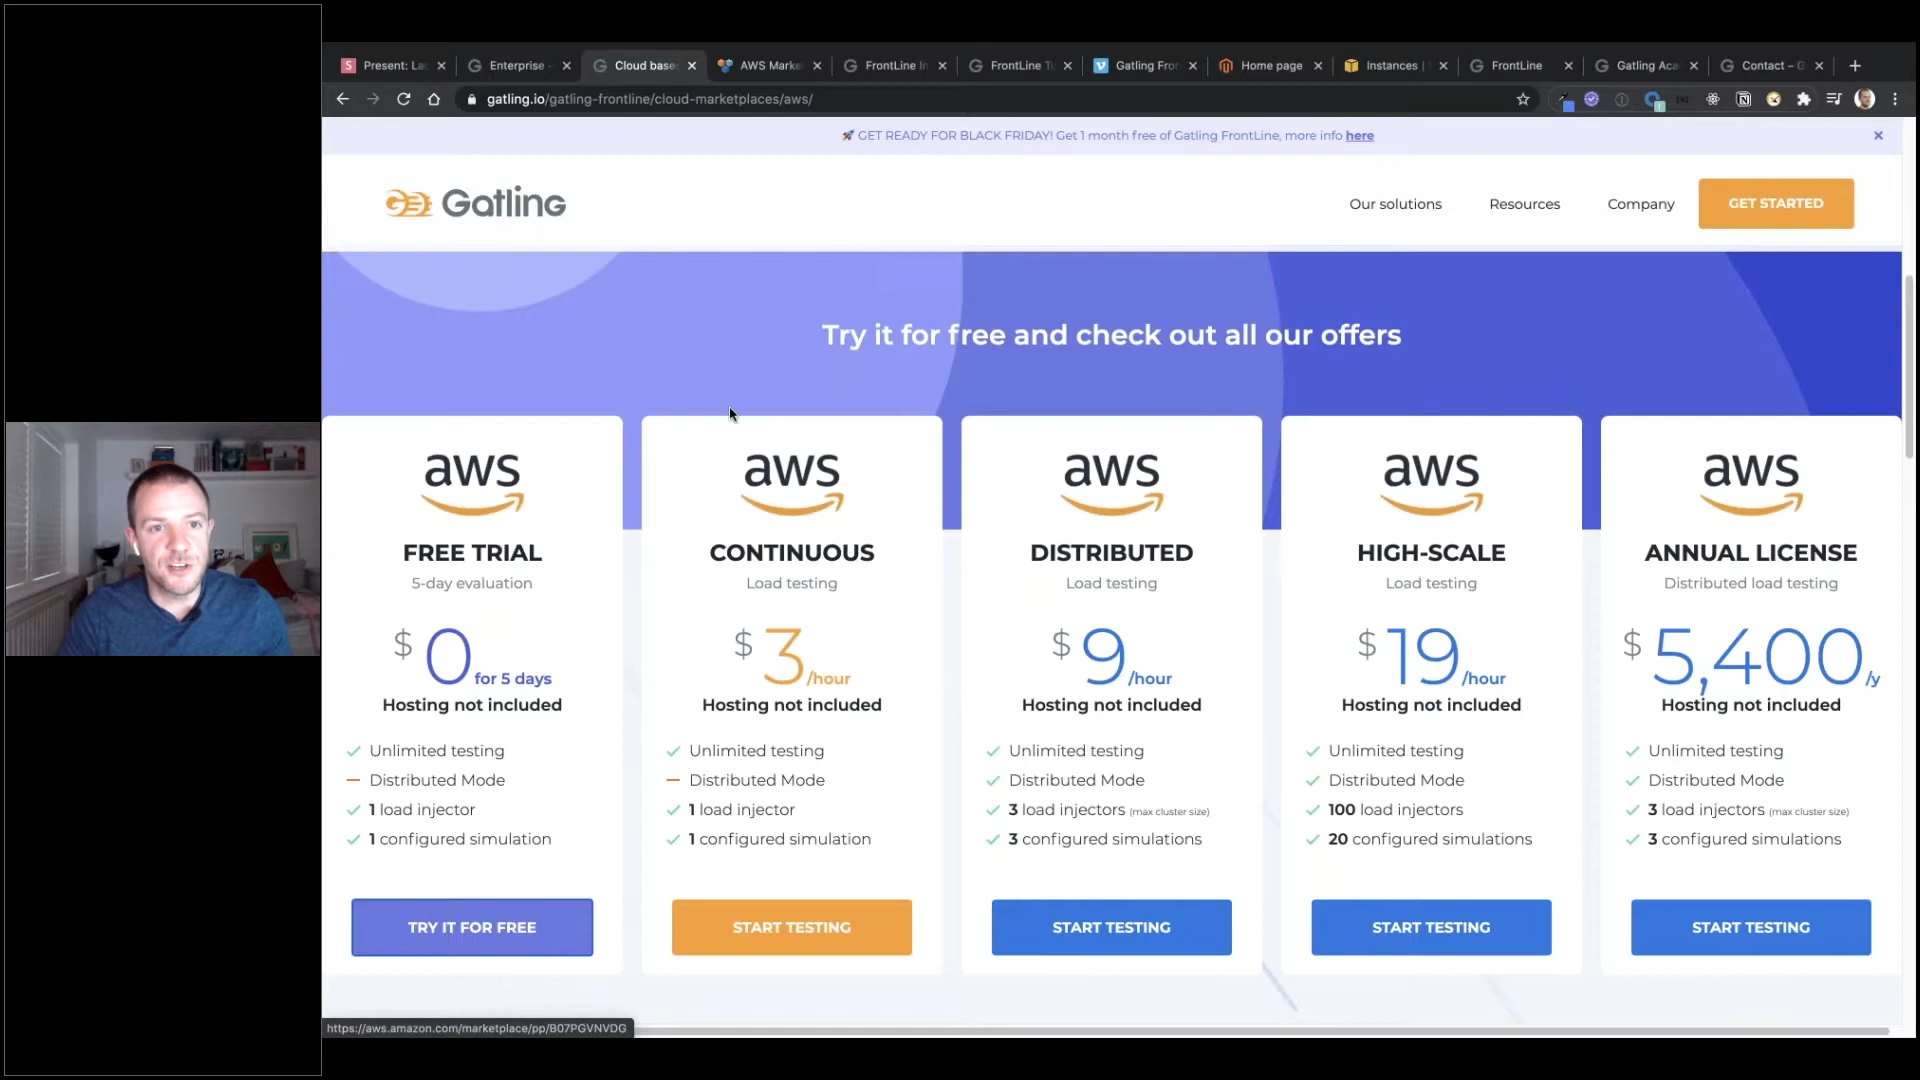 Present: La
Enterprise -
Cloud base
AWS Marke
FrontLine In
FrontLine Tu
Gatling Fron
Home page
Instances |
FrontLine
Gatling Aca
Contact – G
gatling.io/gatling-frontline/cloud-marketplaces/aws/
🚀 GET READY FOR BLACK FRIDAY! Get 1 month free of Gatling FrontLine, more info here
Gatling
Our solutions
Resources
Company
GET STARTED
Try it for free and check out all our offers
aws
FREE TRIAL
5-day evaluation
$ 0 for 5 days
Hosting not included
Unlimited testing
Distributed Mode
1 load injector
1 configured simulation
TRY IT FOR FREE
aws
CONTINUOUS
Load testing
$ 3 /hour
Hosting not included
Unlimited testing
Distributed Mode
1 load injector
1 configured simulation
START TESTING
aws
DISTRIBUTED
Load testing
$ 9 /hour
Hosting not included
Unlimited testing
Distributed Mode
3 load injectors (max cluster size)
3 configured simulations
START TESTING
aws
HIGH-SCALE
Load testing
$ 19 /hour
Hosting not included
Unlimited testing
Distributed Mode
100 load injectors
20 configured simulations
START TESTING
aws
ANNUAL LICENSE
Distributed load testing
$ 5,400 /y
Hosting not included
Unlimited testing
Distributed Mode
3 load injectors (max cluster size)
3 configured simulations
START TESTING
https://aws.amazon.com/marketplace/pp/B07PGVNVDG